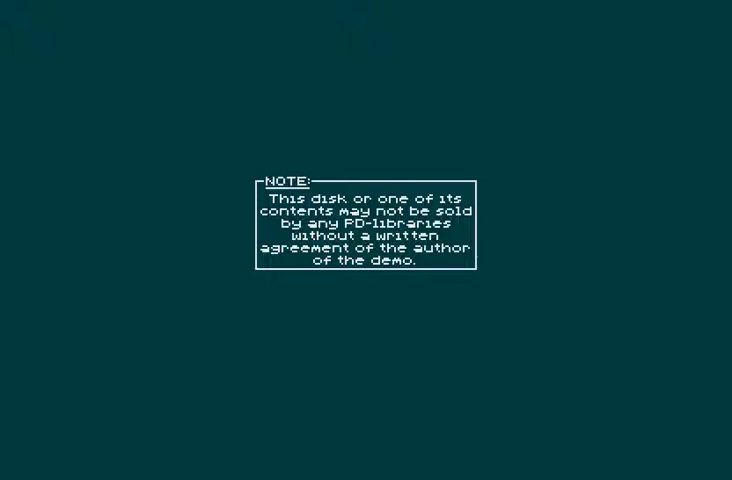 NOTE:
This disk or one of its
contents may not be sold
by any PD-libraries
without a written
agreement of the author
of the demo.